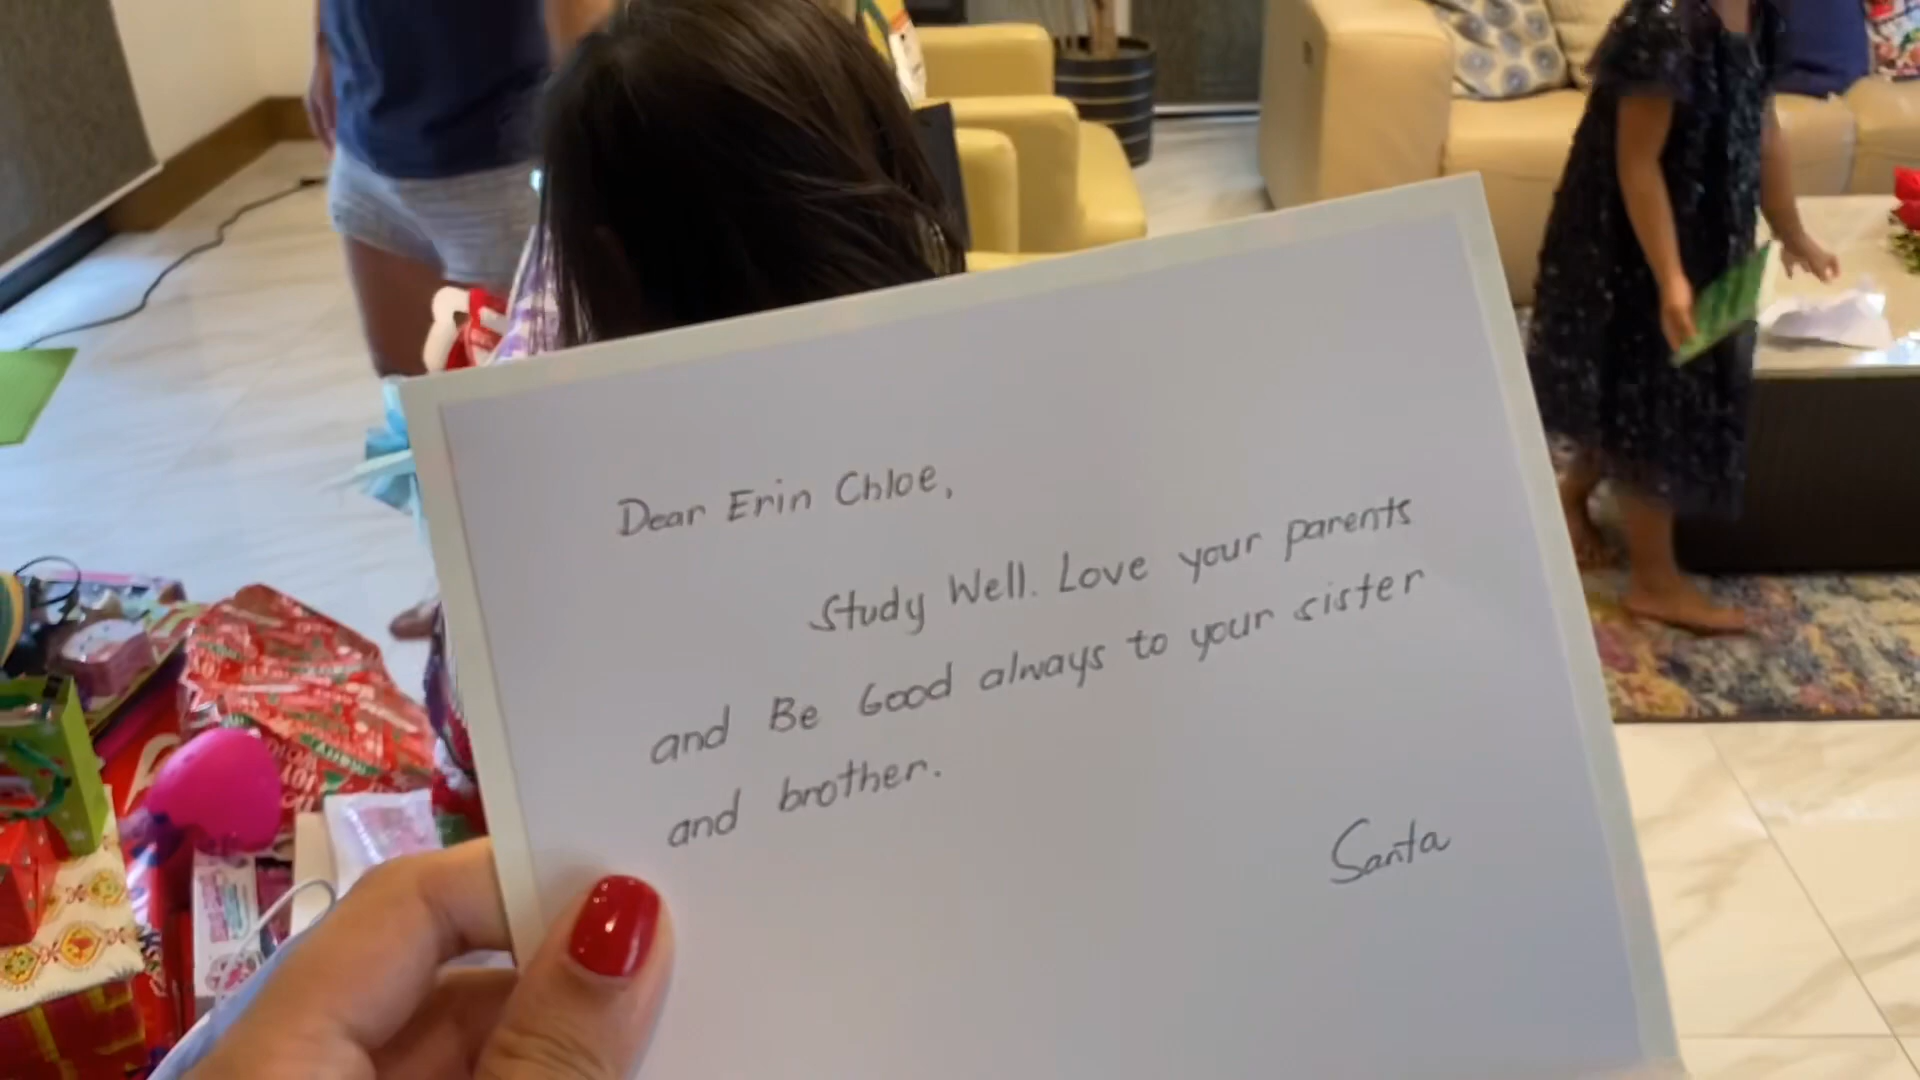 Dear Erin Chloe,
Study Well. Love your parents
and Be Good always to your sister
and brother.
Santa